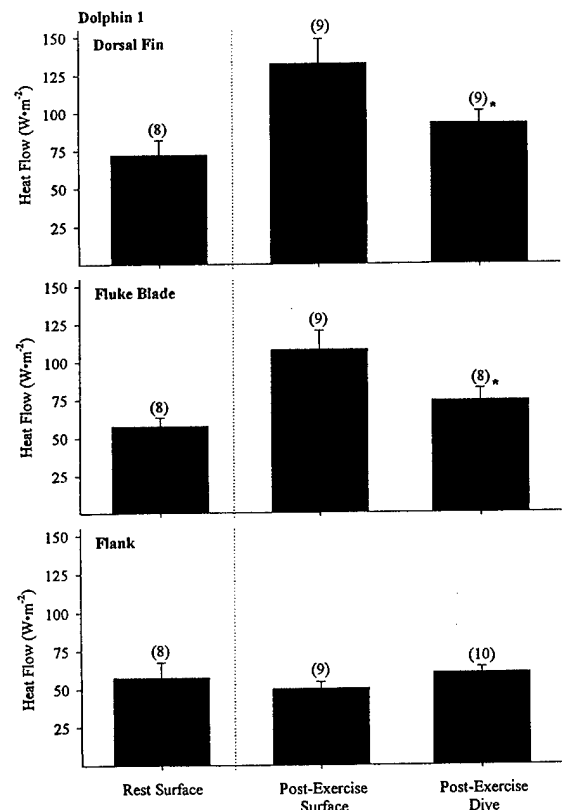 Dolphin 1
Dorsal Fin
Heat Flow (W•m-2)
150
125
100
75
50
25
(8)
(9)
(9)*
Fluke Blade
Heat Flow (W•m-2)
150
125
100
75
50
25
(8)
(9)
(8)*
Flank
Heat Flow (W•m-2)
150
125
100
75
50
25
(8)
(9)
(10)
Rest Surface
Post-Exercise
Surface
Post-Exercise
Dive